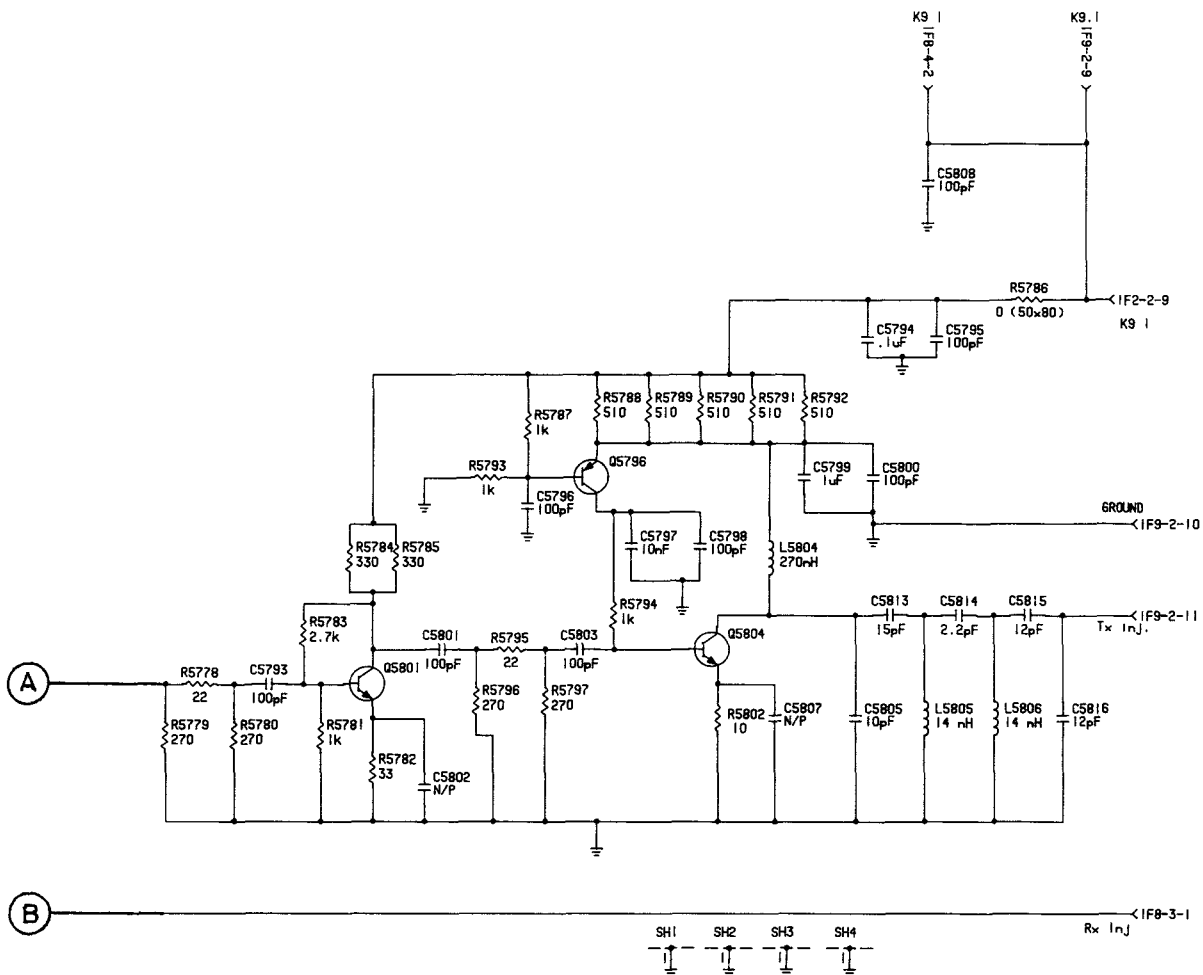 K9 1
K9.1
IF8-4-2
IF9-2-9
C5808
100pF
R5786
0 (50x80)
IF2-2-9
K9 1
C5794
.1uF
C5795
100pF
R5787
1k
R5788
510
R5789
510
R5790
510
R5791
510
R5792
510
R5793
1k
Q5796
C5796
100pF
C5799
.1uF
C5800
100pF
GROUND
IF9-2-10
R5784
330
R5785
330
C5797
10nF
C5798
100pF
L5804
270nH
R5783
2.7k
R5794
1k
C5813
15pF
C5814
2.2pF
C5815
12pF
IF9-2-11
Tx Inj.
C5801
100pF
R5795
22
C5803
100pF
Q5804
A
R5778
22
C5793
100pF
Q5801
R5779
270
R5780
270
R5781
1k
R5782
33
C5802
N/P
R5796
270
R5797
270
R5802
10
C5807
N/P
C5805
10pF
L5805
14 nH
L5806
14 nH
C5816
12pF
B
IF8-3-1
Rx Inj
SH1
SH2
SH3
SH4
1
1
1
1